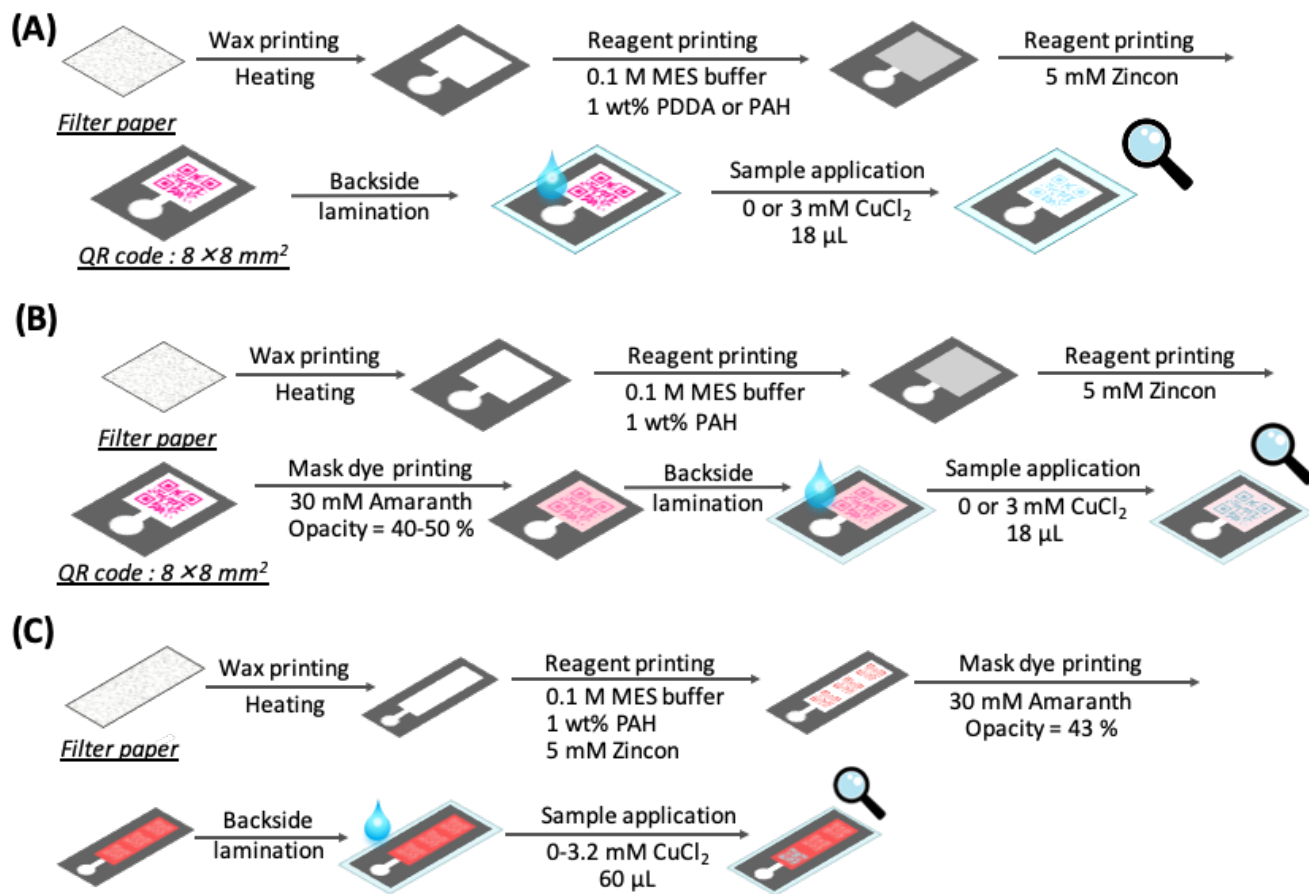 (A)
Wax printing
Heating
Reagent printing
0.1 M MES buffer
1 wt% PDDA or PAH
Reagent printing
5 mM Zincon
Filter paper
Backside
lamination
Sample application
0 or 3 mM CuCl₂
18 μL
QR code : 8×8 mm²
(B)
Wax printing
Heating
Reagent printing
0.1 M MES buffer
1 wt% PAH
Reagent printing
5 mM Zincon
Filter paper
Mask dye printing
30 mM Amaranth
Opacity = 40-50 %
Backside
lamination
Sample application
0 or 3 mM CuCl₂
18 μL
QR code : 8×8 mm²
(C)
Wax printing
Heating
Reagent printing
0.1 M MES buffer
1 wt% PAH
5 mM Zincon
Mask dye printing
30 mM Amaranth
Opacity = 43 %
Filter paper
Backside
lamination
Sample application
0-3.2 mM CuCl₂
60 μL